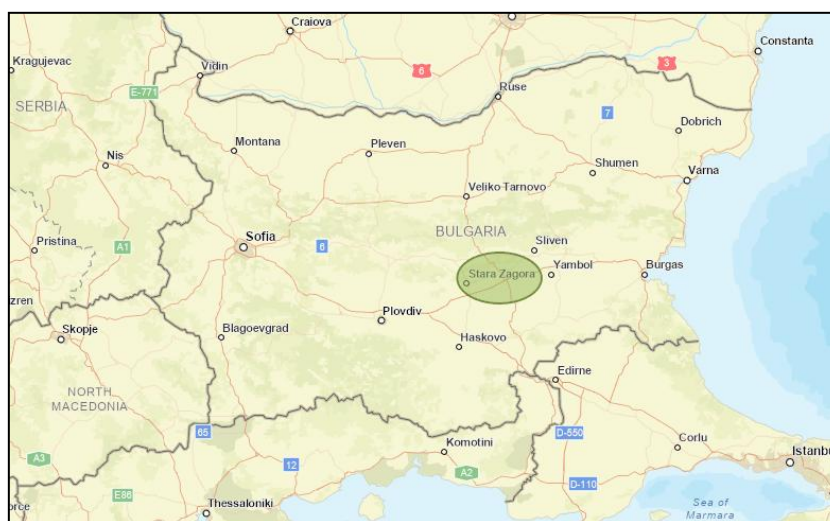 Craiova
Constanta
Kragujevac
Vidin
6
3
E-771
Ruse
SERBIA
7
Dobrich
Montana
Pleven
Nis
Shumen
Varna
Veliko Tarnovo
BULGARIA
Sofia
Pristina
A1
6
Sliven
Stara Zagora
Yambol
Burgas
zren
Plovdiv
Skopje
Blagoevgrad
Haskovo
Edirne
NORTH
MACEDONIA
65
D-550
Corlu
A3
12
Komotini
A2
Istanbu
D-110
E86
Thessaloniki
Sea of
Marmara
orce